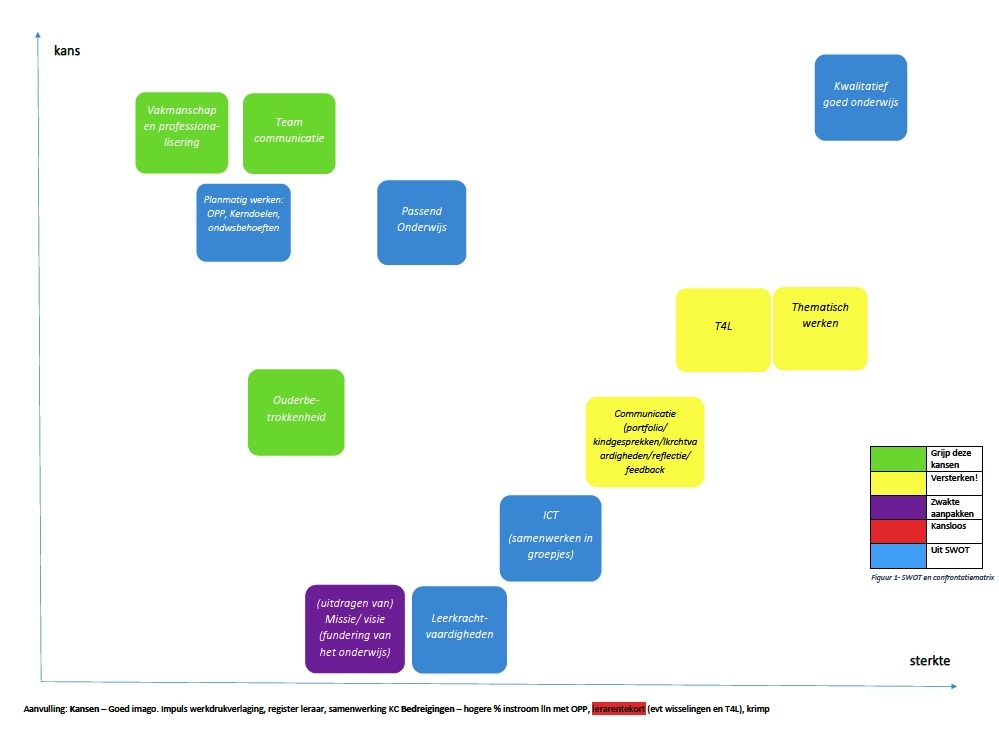 kans
Kwalitatief
goed onderwijs
Vakmanschap
en professiona-
lisering
Team
communicatie
Planmatig werken:
OPP, Kerndoelen,
ondwsbehoeften
Passend
Onderwijs
T4L
Thematisch
werken
Ouderbe-
trokkenheid
Communicatie
(portfolio/
kindgesprekken/lkrchtva
ardigheden/reflectie/
feedback
Grijp deze
kansen
Versterken!
Zwakte
aanpakken
Kansloos
Uit SWOT
Figuur 1- SWOT en confrontatiematrix
ICT
(samenwerken in
groepjes)
(uitdragen van)
Missie/ visie
(fundering van
het onderwijs)
Leerkracht-
vaardigheden
sterkte
Aanvulling: Kansen – Goed imago. Impuls werkdrukverlaging, register leraar, samenwerking KC Bedreigingen – hogere % instroom lln met OPP, lerarentekort (evt wisselingen en T4L), krimp